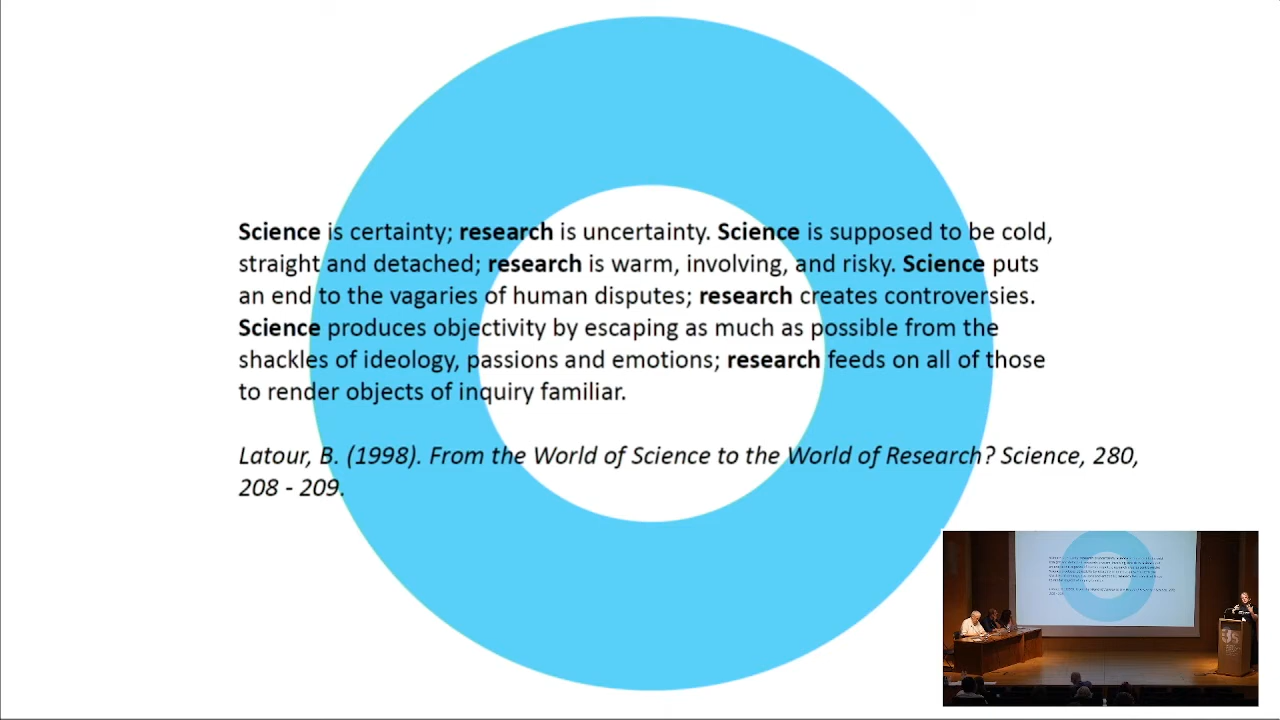 Science is certainty; research is uncertainty. Science is supposed to be cold,
straight and detached; research is warm, involving, and risky. Science puts
an end to the vagaries of human disputes; research creates controversies.
Science produces objectivity by escaping as much as possible from the
shackles of ideology, passions and emotions; research feeds on all of those
to render objects of inquiry familiar.
Latour, B. (1998). From the World of Science to the World of Research? Science, 280,
208 - 209.